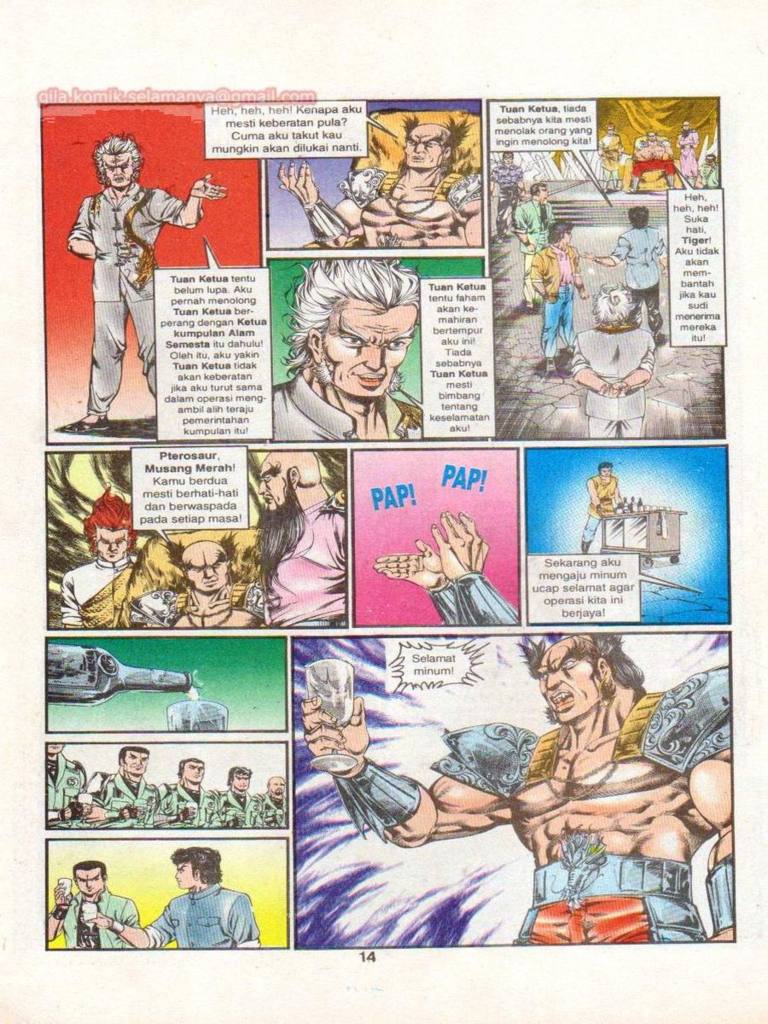 gila.komik.selamanya@gmail.com
Tuan Ketua tentu
belum lupa. Aku
pernah menolong
Tuan Ketua ber-
perang dengan Ketua
kumpulan Alam
Semesta itu dahulu!
Oleh itu, aku yakin
Tuan Ketua tidak
akan keberatan
jika aku turut sama
dalam operasi meng-
ambil alih teraju
pemerintahan
kumpulan itu!
Heh, heh, heh! Kenapa aku
mesti keberatan pula?
Cuma aku takut kau
mungkin akan dilukai nanti.
Tuan Ketua
tentu faham
akan ke-
mahiran
bertempur
aku ini!
Tiada
sebabnya
Tuan Ketua
mesti
bimbang
tentang
keselamatan
aku!
Tuan Ketua, tiada
sebabnya kita mesti
menolak orang yang
ingin menolong kita!
Heh,
heh, heh!
Suka
hati,
Tiger!
Aku tidak
akan
mem-
bantah
jika kau
sudi
menerima
mereka
itu!
Pterosaur,
Musang Merah!
Kamu berdua
mesti berhati-hati
dan berwaspada
pada setiap masa!
PAP!
PAP!
Sekarang aku
mengaju minum
ucap selamat agar
operasi kita ini
berjaya!
Selamat
minum!
14